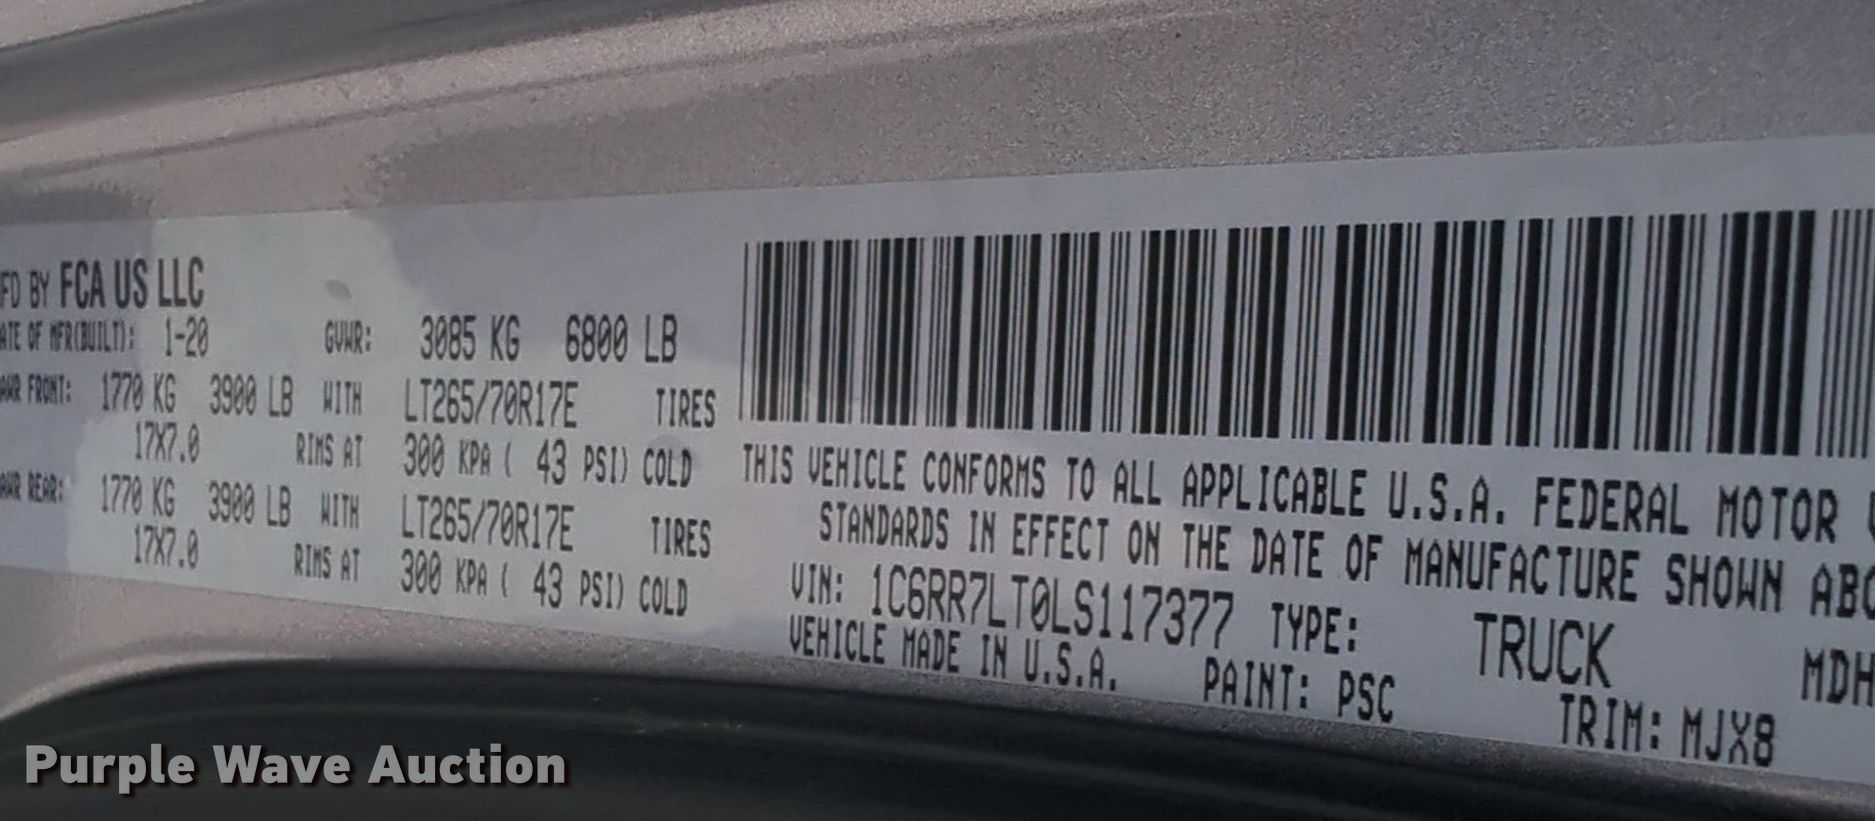 FD BY FCA US LLC
ATE OF MFR(BUILT): 1-20 GVWR: 3085 KG 6800 LB
AWR FRONT: 1770 KG 3900 LB WITH LT265/70R17E TIRES
17X7.0 RIMS AT 300 KPA ( 43 PSI) COLD
AWR REAR: 1770 KG 3900 LB WITH LT265/70R17E TIRES
17X7.0 RIMS AT 300 KPA ( 43 PSI) COLD
THIS VEHICLE CONFORMS TO ALL APPLICABLE U.S.A. FEDERAL MOTOR
STANDARDS IN EFFECT ON THE DATE OF MANUFACTURE SHOWN ABO
VIN: 1C6RR7LT0LS117377 TYPE: TRUCK MDH
VEHICLE MADE IN U.S.A. PAINT: PSC TRIM: MJX8
Purple Wave Auction